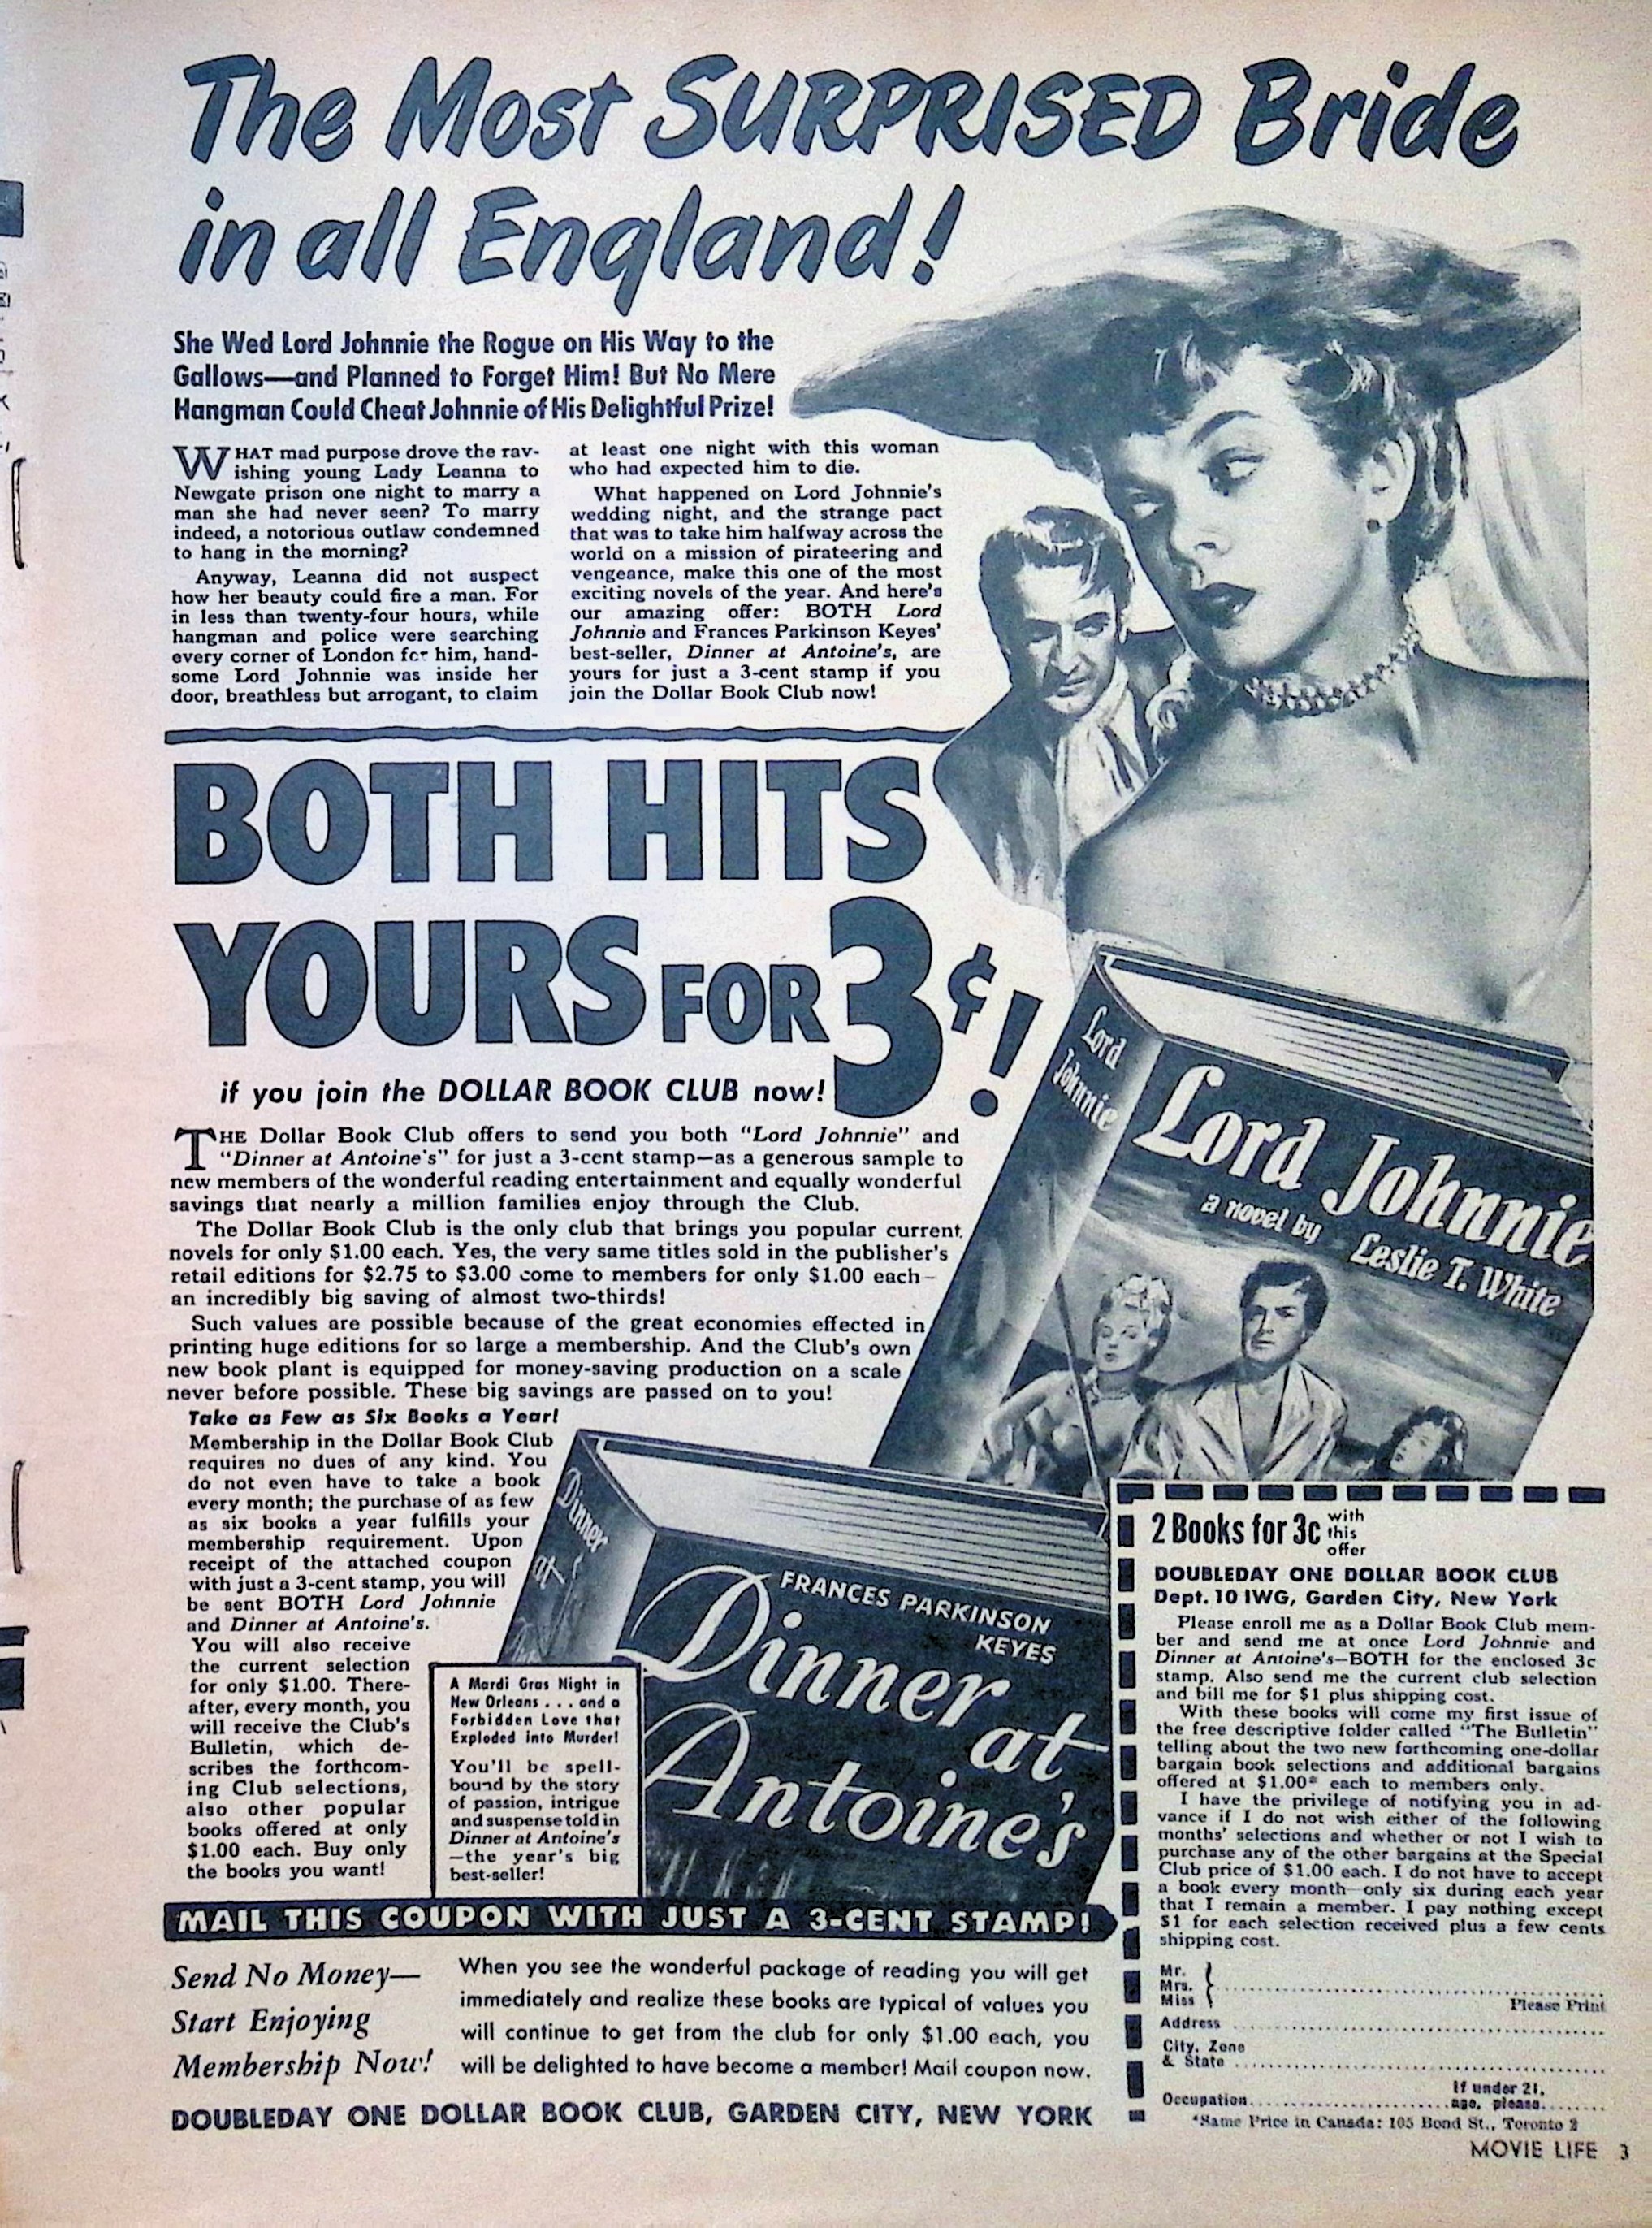 The Most SURPRISED Bride
in all England!
She Wed Lord Johnnie the Rogue on His Way to the
Gallows—and Planned to Forget Him! But No Mere
Hangman Could Cheat Johnnie of His Delightful Prize!
WHAT mad purpose drove the rav-
ishing young Lady Leanna to
Newgate prison one night to marry a
man she had never seen? To marry
indeed, a notorious outlaw condemned
to hang in the morning?
Anyway, Leanna did not suspect
how her beauty could fire a man. For
in less than twenty-four hours, while
hangman and police were searching
every corner of London for him, hand-
some Lord Johnnie was inside her
door, breathless but arrogant, to claim
at least one night with this woman
who had expected him to die.
What happened on Lord Johnnie's
wedding night, and the strange pact
that was to take him halfway across the
world on a mission of pirateering and
vengeance, make this one of the most
exciting novels of the year. And here's
our amazing offer: BOTH Lord
Johnnie and Frances Parkinson Keyes'
best-seller, Dinner at Antoine's, are
yours for just a 3-cent stamp if you
join the Dollar Book Club now!
BOTH HITS
YOURS FOR 3¢!
if you join the DOLLAR BOOK CLUB now!
THE Dollar Book Club offers to send you both "Lord Johnnie" and
"Dinner at Antoine's" for just a 3-cent stamp—as a generous sample to
new members of the wonderful reading entertainment and equally wonderful
savings that nearly a million families enjoy through the Club.
The Dollar Book Club is the only club that brings you popular current
novels for only $1.00 each. Yes, the very same titles sold in the publisher's
retail editions for $2.75 to $3.00 come to members for only $1.00 each—
an incredibly big saving of almost two-thirds!
Such values are possible because of the great economies effected in
printing huge editions for so large a membership. And the Club's own
new book plant is equipped for money-saving production on a scale
never before possible. These big savings are passed on to you!
Take as Few as Six Books a Year!
Membership in the Dollar Book Club
requires no dues of any kind. You
do not even have to take a book
every month; the purchase of as few
as six books a year fulfills your
membership requirement. Upon
receipt of the attached coupon
with just a 3-cent stamp, you will
be sent BOTH Lord Johnnie
and Dinner at Antoine's.
You will also receive
the current selection
for only $1.00. There-
after, every month, you
will receive the Club's
Bulletin, which de-
scribes the forthcom-
ing Club selections,
also other popular
books offered at only
$1.00 each. Buy only
the books you want!
Lord
Johnnie
Lord Johnnie
a novel by Leslie T. White
Dinner
at
FRANCES PARKINSON
KEYES
Dinner
at
Antoine's
A Mardi Gras Night in
New Orleans . . . and a
Forbidden Love that
Exploded into Murder!
You'll be spell-
bound by the story
of passion, intrigue
and suspense told in
Dinner at Antoine's
—the year's big
best-seller!
MAIL THIS COUPON WITH JUST A 3-CENT STAMP!
Send No Money—
Start Enjoying
Membership Now!
When you see the wonderful package of reading you will get
immediately and realize these books are typical of values you
will continue to get from the club for only $1.00 each, you
will be delighted to have become a member! Mail coupon now.
DOUBLEDAY ONE DOLLAR BOOK CLUB, GARDEN CITY, NEW YORK
2 Books for 3c with
this
offer
DOUBLEDAY ONE DOLLAR BOOK CLUB
Dept. 10 IWG, Garden City, New York
Please enroll me as a Dollar Book Club mem-
ber and send me at once Lord Johnnie and
Dinner at Antoine's—BOTH for the enclosed 3c
stamp. Also send me the current club selection
and bill me for $1 plus shipping cost.
With these books will come my first issue of
the free descriptive folder called "The Bulletin"
telling about the two new forthcoming one-dollar
bargain book selections and additional bargains
offered at $1.00* each to members only.
I have the privilege of notifying you in ad-
vance if I do not wish either of the following
months' selections and whether or not I wish to
purchase any of the other bargains at the Special
Club price of $1.00 each. I do not have to accept
a book every month—only six during each year
that I remain a member. I pay nothing except
$1 for each selection received plus a few cents
shipping cost.
Mr.
Mrs.
Miss
Please Print
Address
City, Zone
& State
Occupation
If under 21,
age, please
*Same Price in Canada: 105 Bond St., Toronto 2
MOVIE LIFE 3